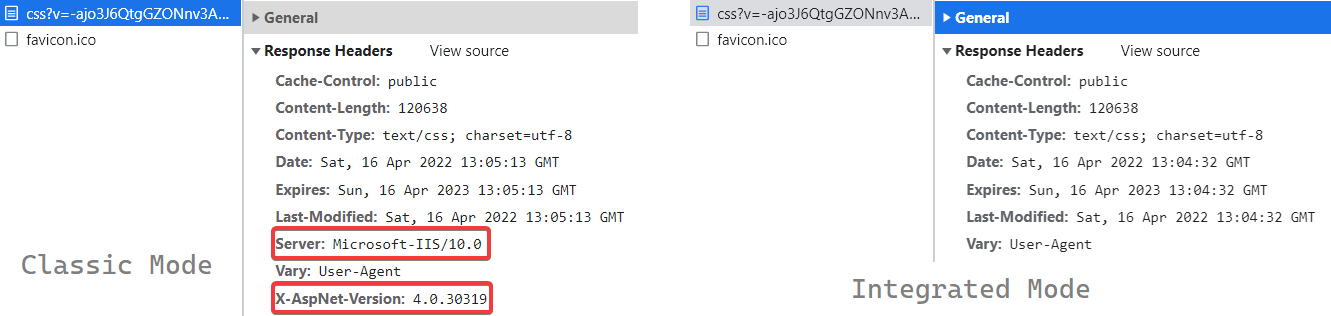 css?v=-ajo3J6QtgGZONnv3A...
favicon.ico
General
Response Headers View source
Cache-Control: public
Content-Length: 120638
Content-Type: text/css; charset=utf-8
Date: Sat, 16 Apr 2022 13:05:13 GMT
Expires: Sun, 16 Apr 2023 13:05:13 GMT
Last-Modified: Sat, 16 Apr 2022 13:05:13 GMT
Server: Microsoft-IIS/10.0
Vary: User-Agent
X-AspNet-Version: 4.0.30319
Classic Mode
css?v=-ajo3J6QtgGZONnv3A...
favicon.ico
General
Response Headers View source
Cache-Control: public
Content-Length: 120638
Content-Type: text/css; charset=utf-8
Date: Sat, 16 Apr 2022 13:04:32 GMT
Expires: Sun, 16 Apr 2023 13:04:32 GMT
Last-Modified: Sat, 16 Apr 2022 13:04:32 GMT
Vary: User-Agent
Integrated Mode